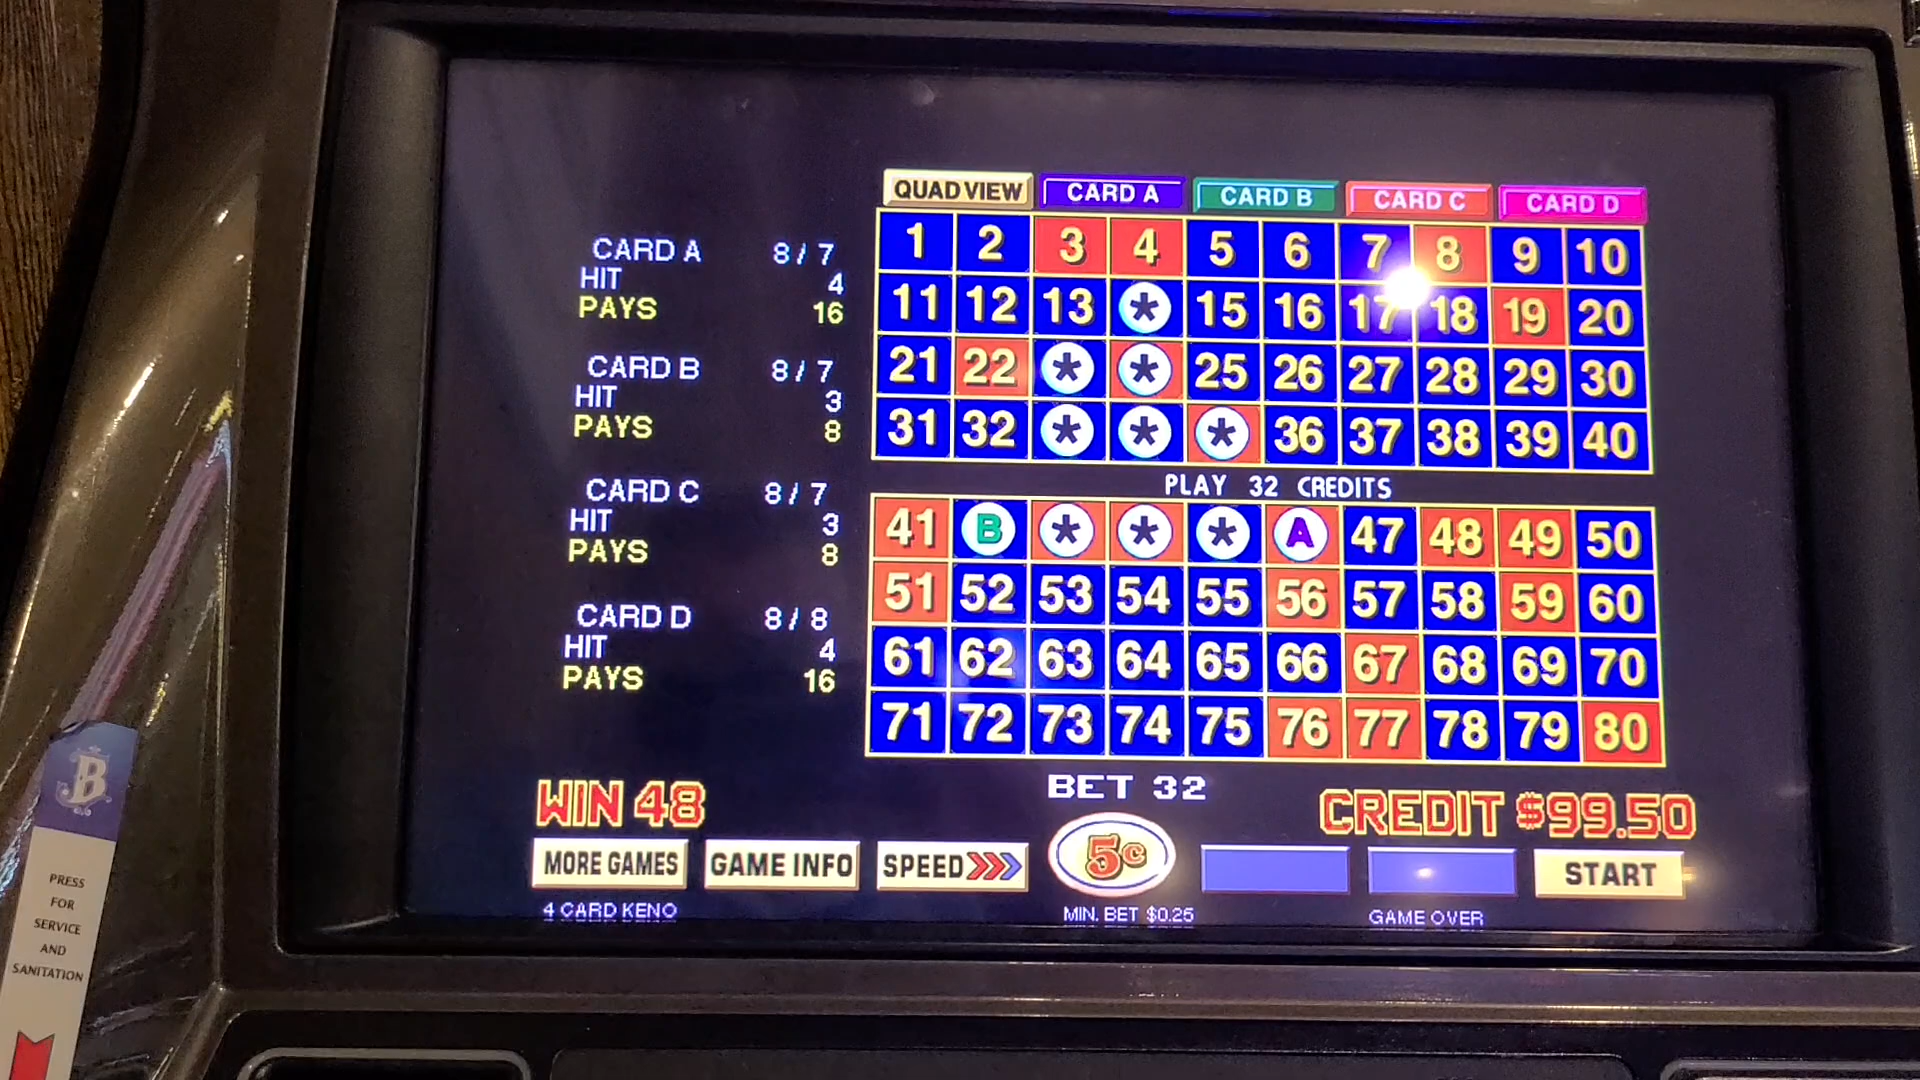 QUAD VIEW CARD A CARD B CARD C CARD D
CARD A 8/7
HIT 4
PAYS 16
CARD B 8/7
HIT 3
PAYS 8
CARD C 8/7
HIT 3
PAYS 8
CARD D 8/8
HIT 4
PAYS 16
1 2 3 4 5 6 7 8 9 10
11 12 13 * 15 16 17 18 19 20
21 22 * * 25 26 27 28 29 30
31 32 * * * 36 37 38 39 40
PLAY 32 CREDITS
41 B * * * A 47 48 49 50
51 52 53 54 55 56 57 58 59 60
61 62 63 64 65 66 67 68 69 70
71 72 73 74 75 76 77 78 79 80
WIN 48
BET 32
CREDIT $99.50
MORE GAMES
GAME INFO
SPEED
5¢
START
4 CARD KENO
MIN. BET $0.25
GAME OVER
B
PRESS
FOR
SERVICE
AND
SANITATION